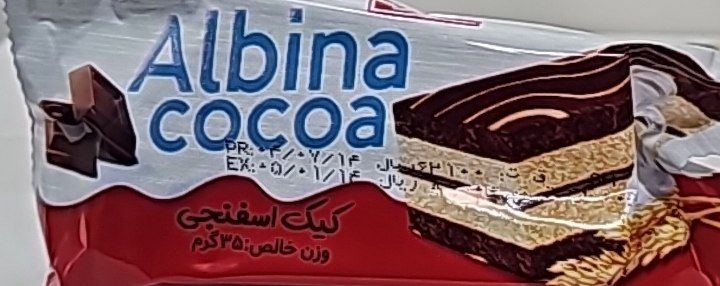 Albina
cocoa
PR:۰۴/۰۷/۱۴
EX:۰۵/۰۱/۱۴
کیک اسفنجی
وزن خالص:۳۵گرم